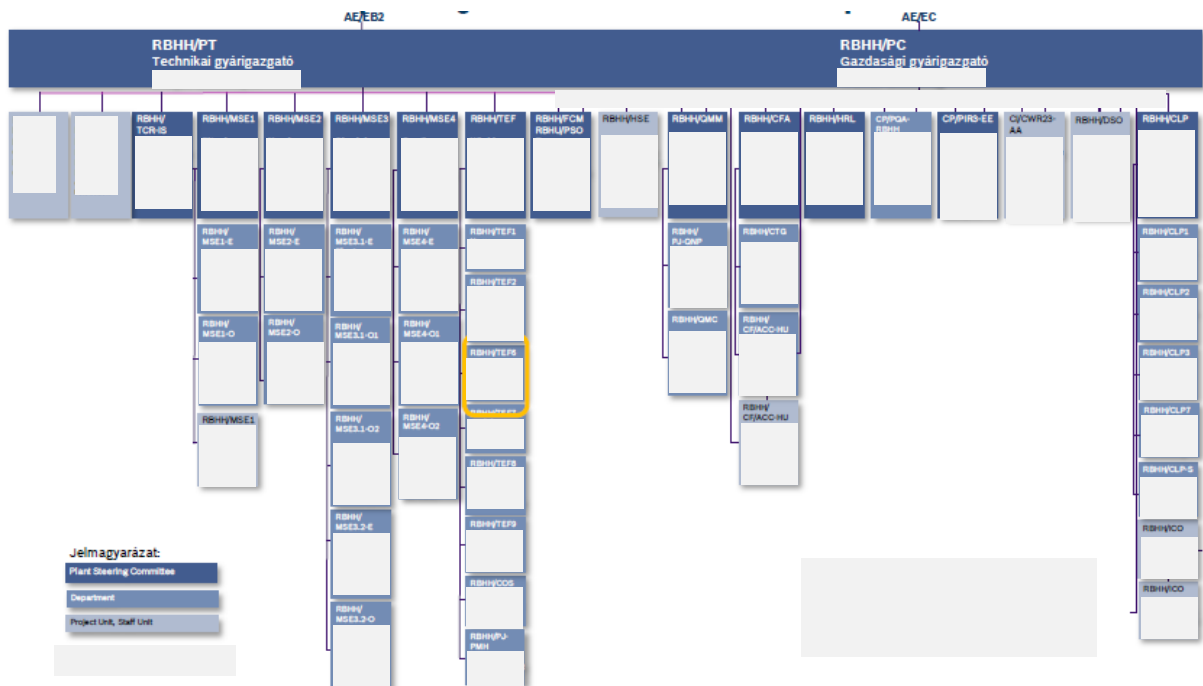 AE/EB2
AE/EC
RBHH/PT
Technikai gyárigazgató
RBHH/PC
Gazdasági gyárigazgató
RBHH/
TCR-IS
RBHH/MSE1
RBHH/MSE2
RBHH/MSE3
RBHH/MSE4
RBHH/TEF
RBHH/FCM
RBHU/PSO
RBHH/HSE
RBHH/QMM
RBHH/CFA
RBHH/HRL
CP/PQA-
RBHH
CP/PIR3-EE
CI/CWR23-
AA
RBHH/DSO
RBHH/CLP
RBHH/
MSE1-E
RBHH/
MSE2-E
RBHH/
MSE3.1-E
RBHH/
MSE4-E
RBHH/TEF1
RBHH/
PJ-QNP
RBHH/CTG
RBHH/CLP1
RBHH/TEF2
RBHH/CLP2
RBHH/
MSE1-O
RBHH/
MSE2-O
RBHH/
MSE3.1-O1
RBHH/
MSE4-O1
RBHH/QMC
RBHH/
CF/ACC-HU
RBHH/TEF6
RBHH/CLP3
RBHH/MSE1
RBHH/
MSE3.1-O2
RBHH/
MSE4-O2
RBHH/TEF7
RBHH/
CF/ACC-HU
RBHH/CLP7
RBHH/TEF8
RBHH/CLP-S
RBHH/
MSE3.2-E
RBHH/TEF9
RBHH/ICO
Jelmagyarázat:
Plant Steering Committee
Department
Project Unit, Staff Unit
RBHH/COS
RBHH/ICO
RBHH/
MSE3.2-O
RBHH/PJ-
PMH